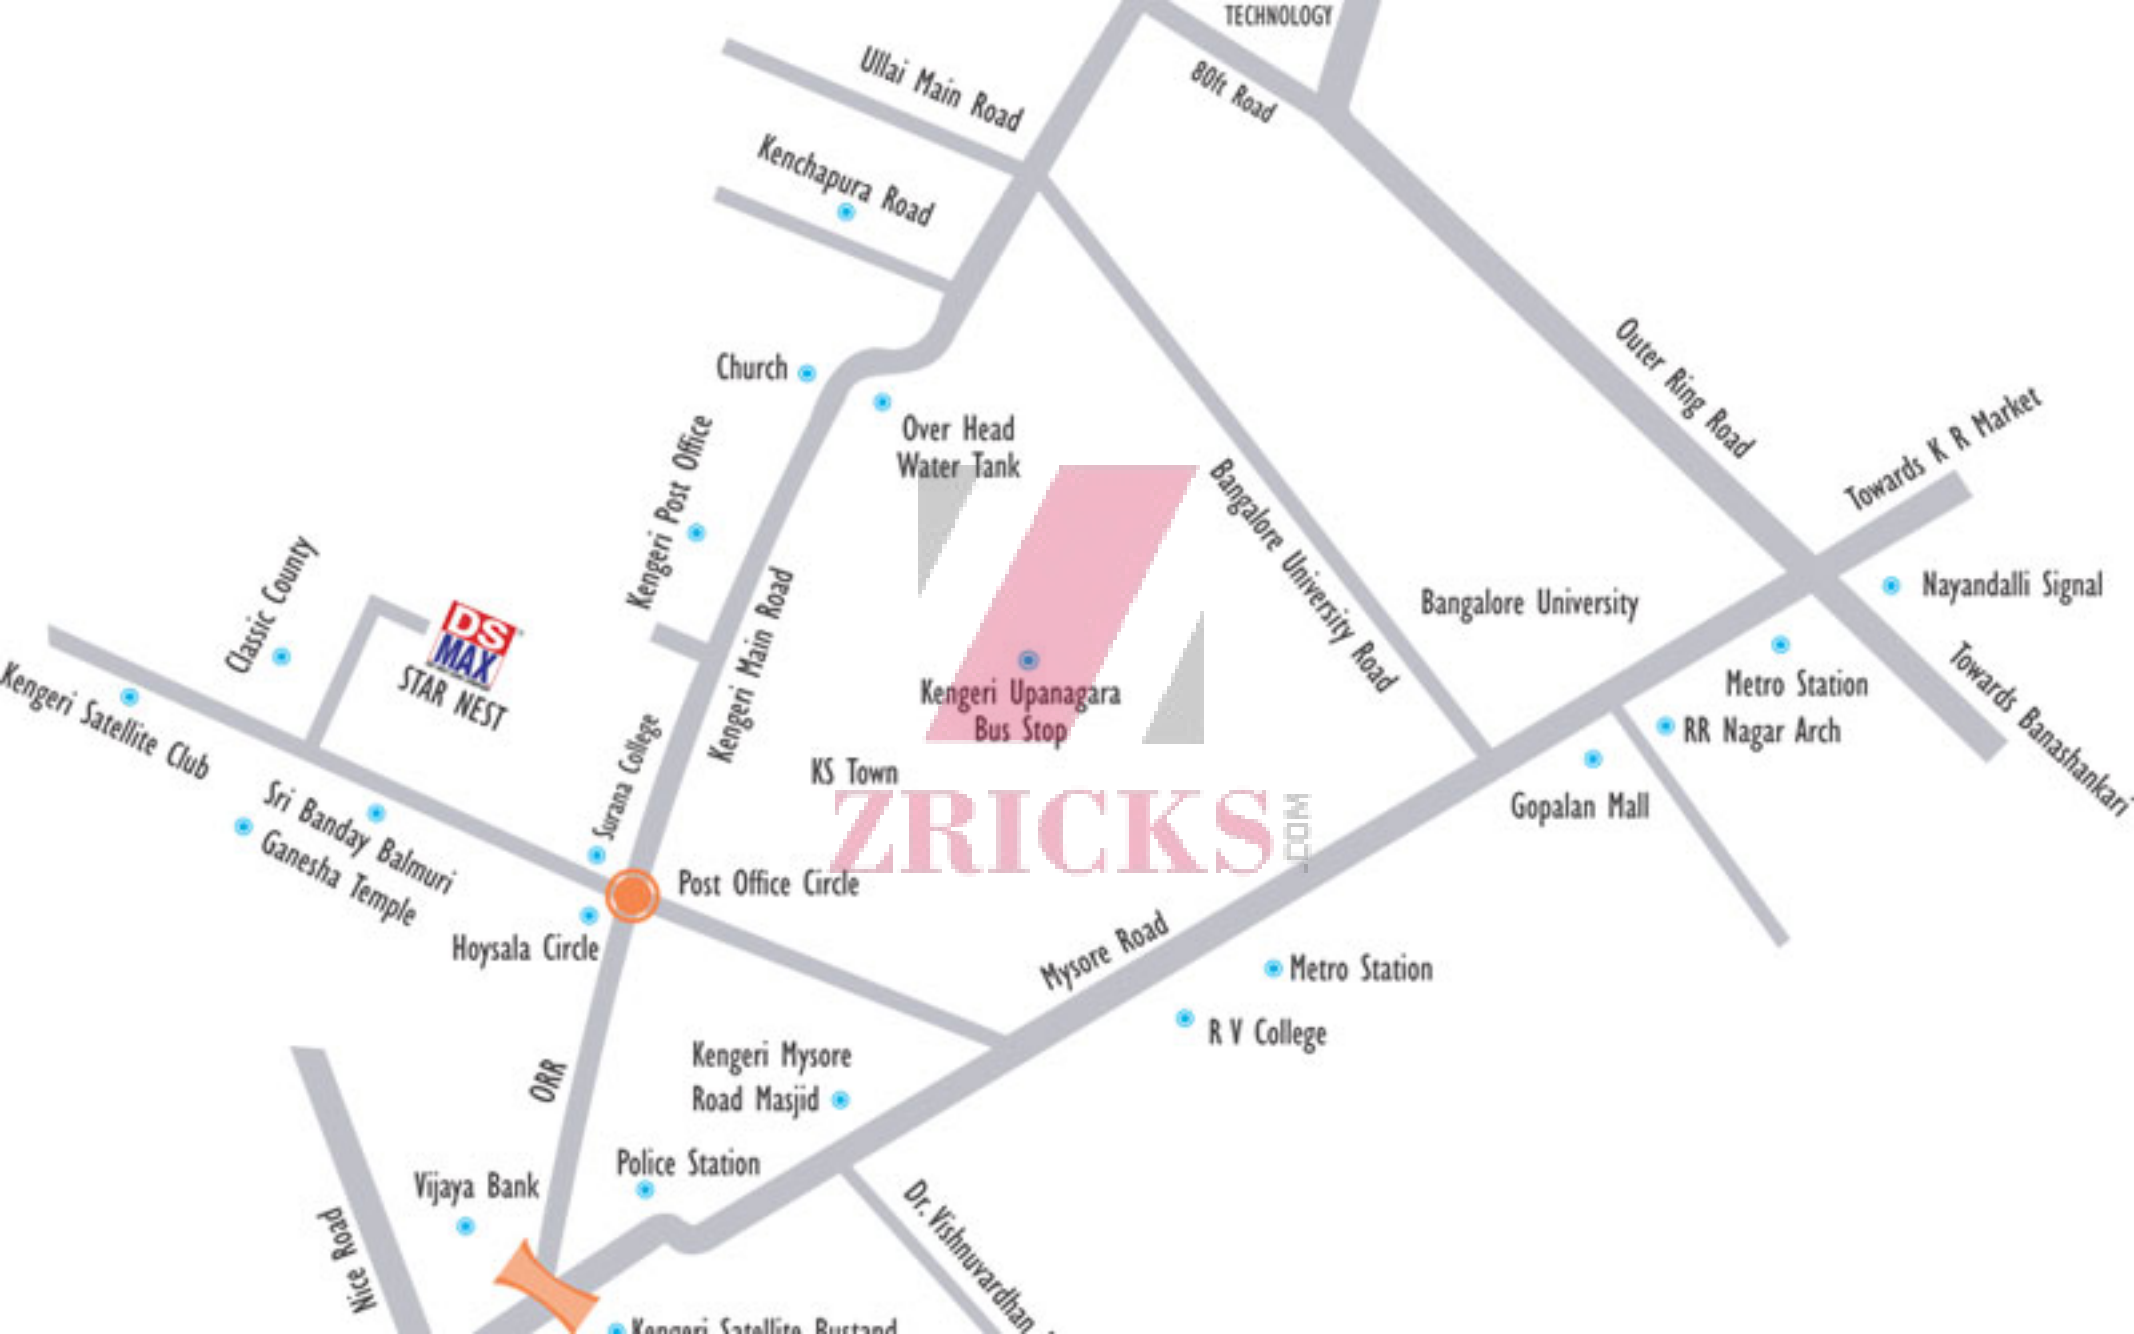 TECHNOLOGY
80ft Road
Ullai Main Road
Kenchapura Road
Church
Over Head
Water Tank
Outer Ring Road
Towards K R Market
Kengeri Post Office
Kengeri Main Road
Bangalore University Road
Bangalore University
Nayandalli Signal
Metro Station
RR Nagar Arch
Towards Banashankari
Gopalan Mall
Classic County
DS
MAX
STAR NEST
Kengeri Satellite Club
Kengeri Upanagara
Bus Stop
KS Town
ZRICKS
.COM
Surana College
Sri Banday Balmuri
Ganesha Temple
Post Office Circle
Hoysala Circle
Mysore Road
Metro Station
R V College
Kengeri Mysore
Road Masjid
ORR
Police Station
Vijaya Bank
Nice Road
Dr. Vishnuvardhan
Kengeri Satellite Bustand